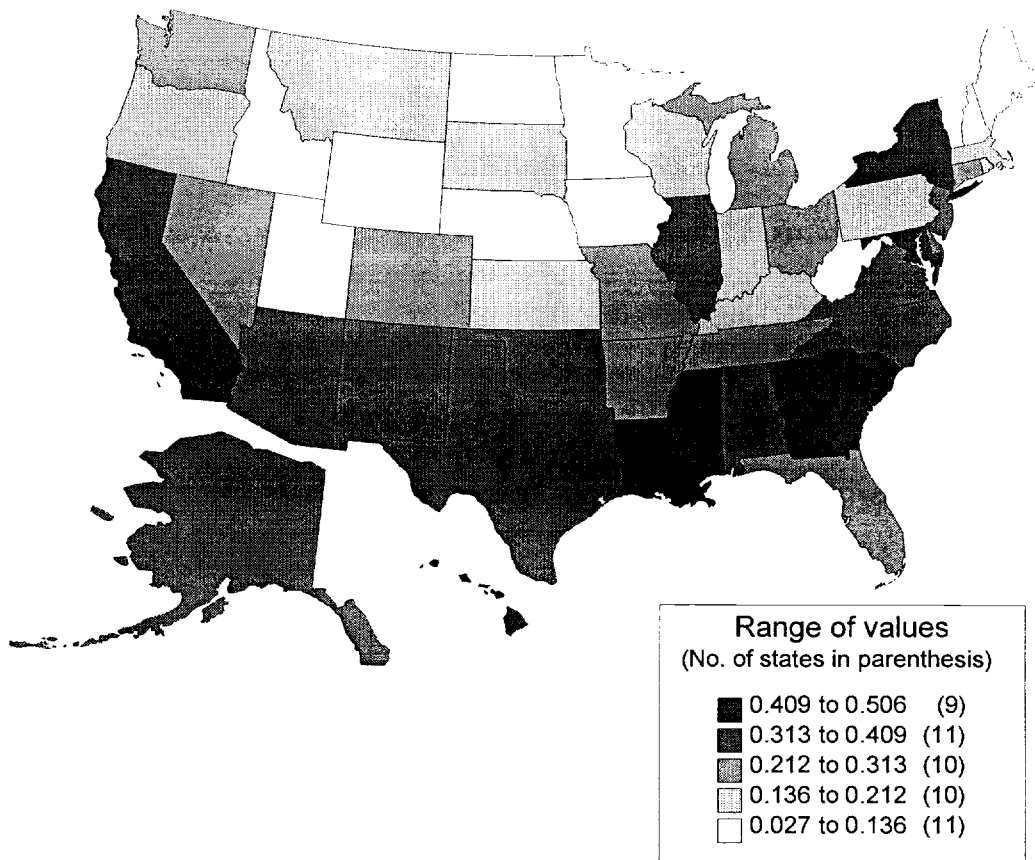 Range of values
(No. of states in parenthesis)
0.409 to 0.506 (9)
0.313 to 0.409 (11)
0.212 to 0.313 (10)
0.136 to 0.212 (10)
0.027 to 0.136 (11)